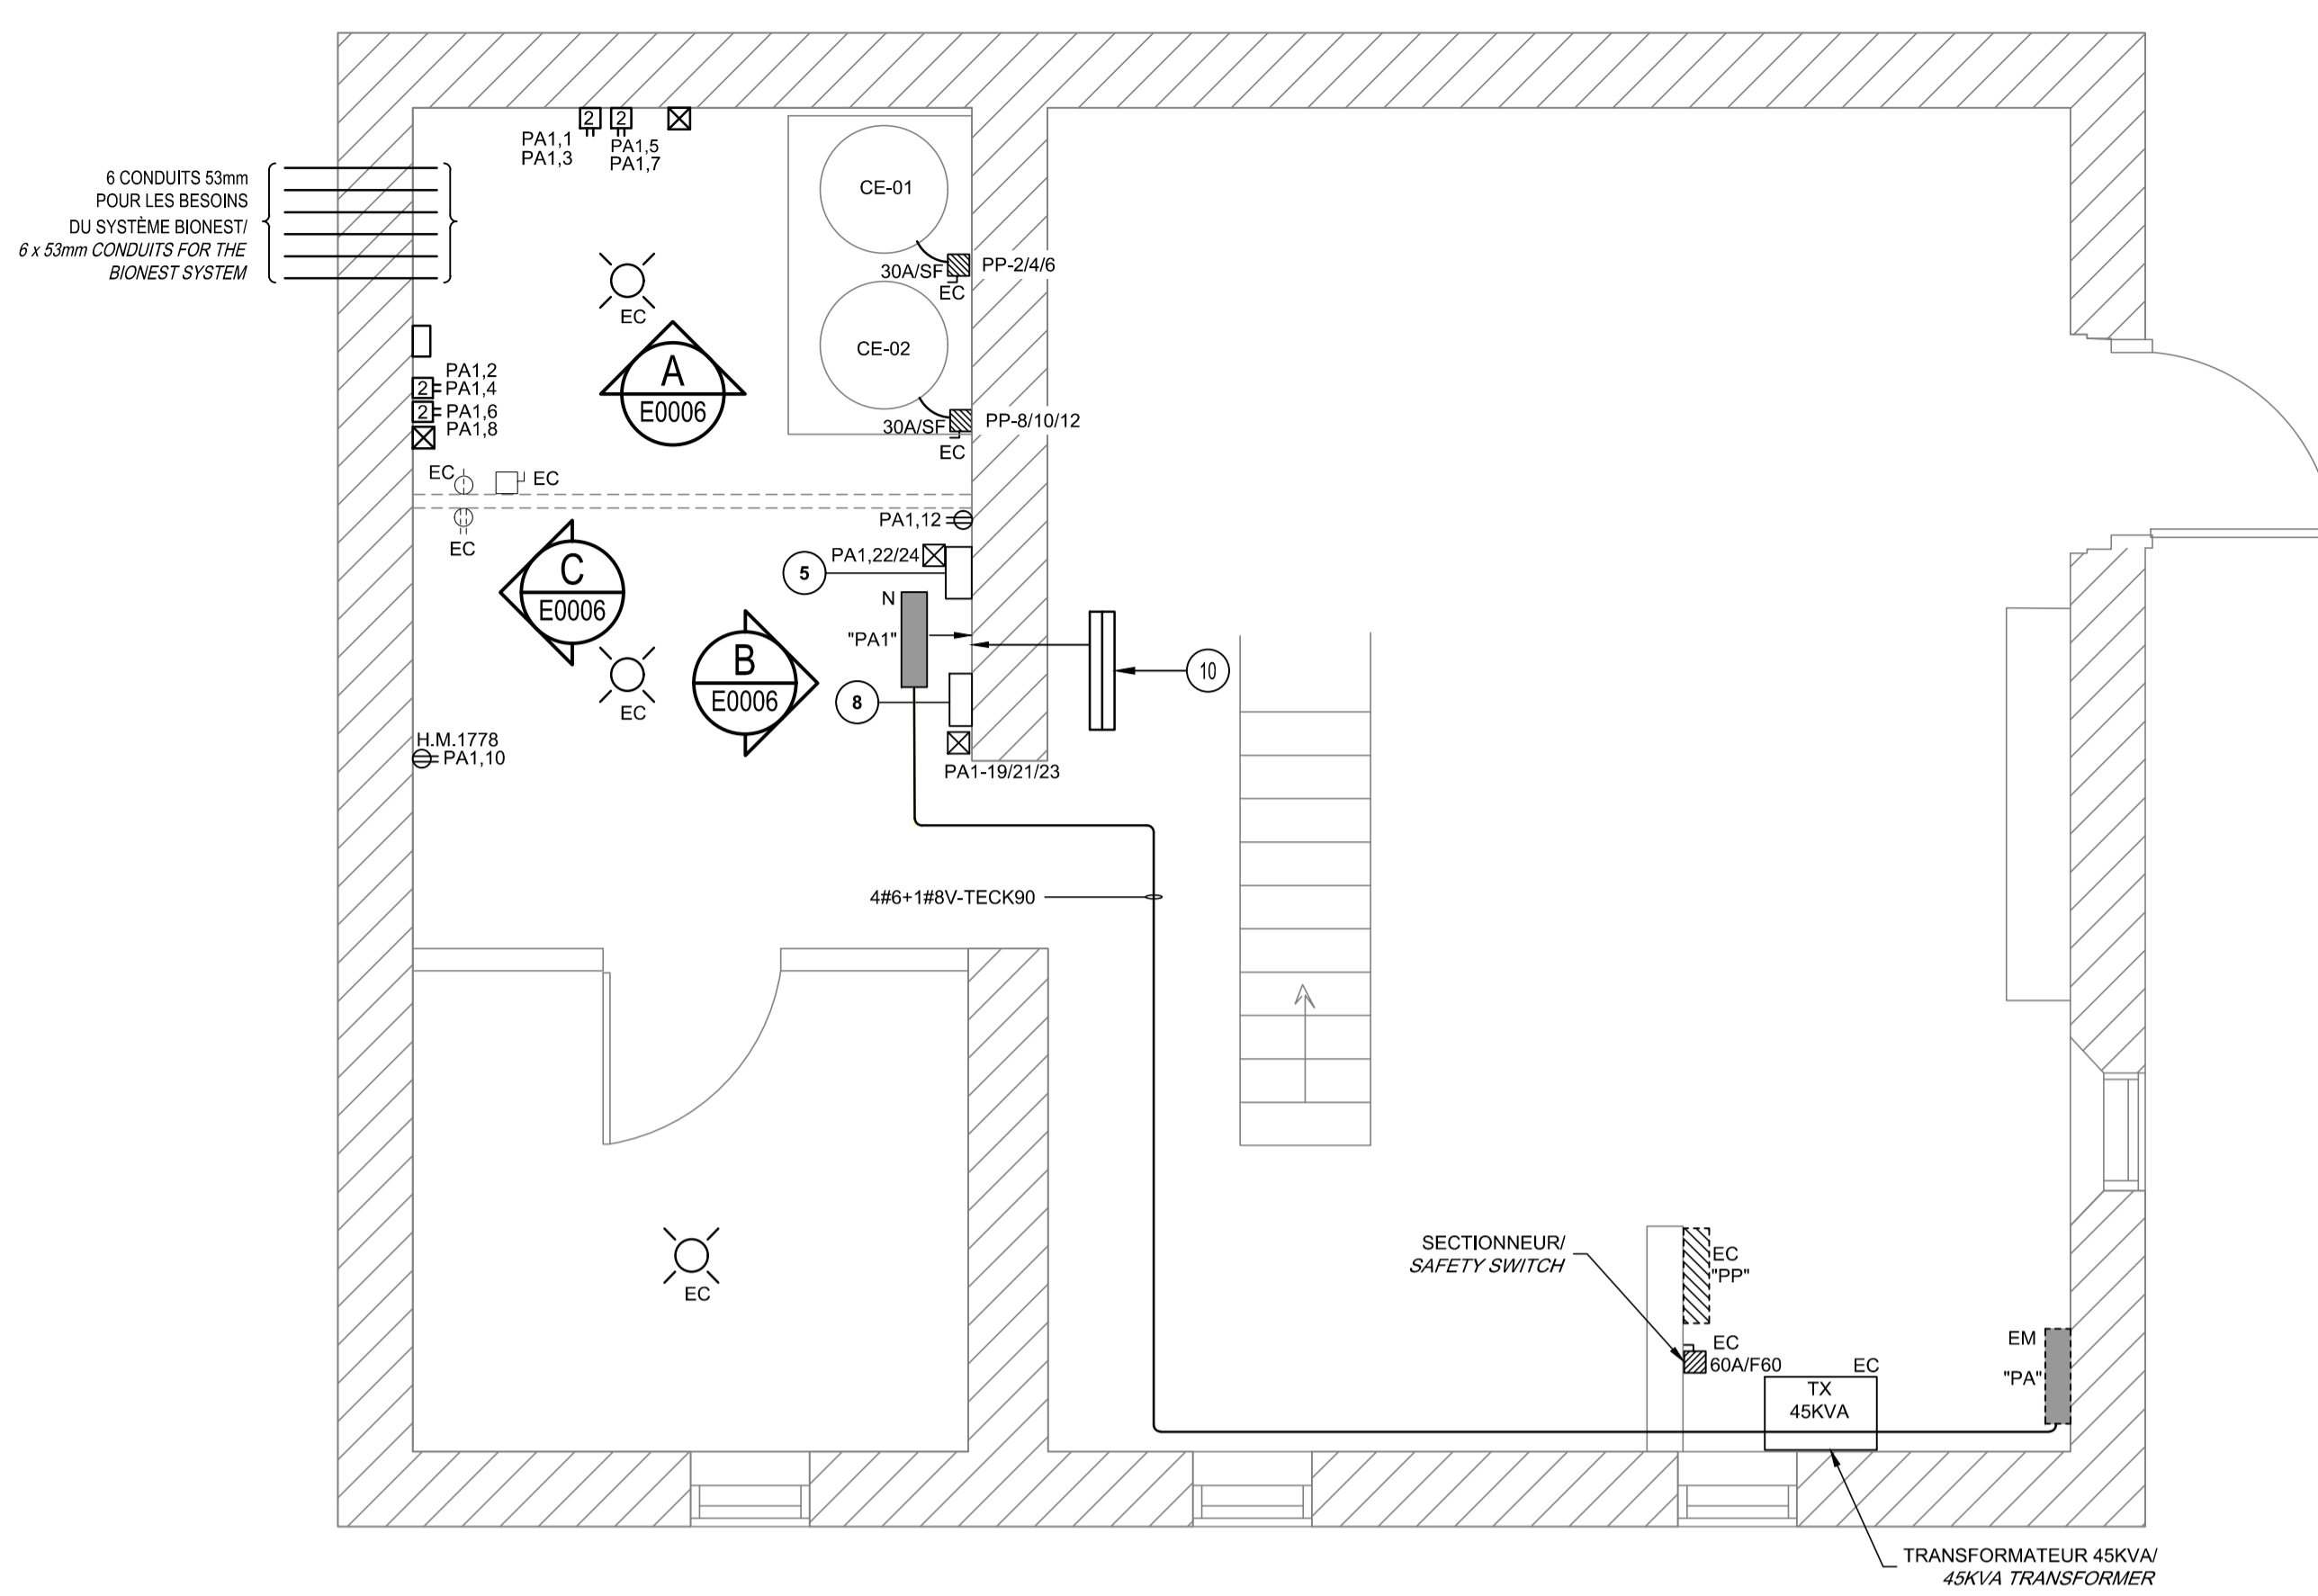 6 CONDUITS 53mm
POUR LES BESOINS
DU SYSTÈME BIONEST/
6 x 53mm CONDUITS FOR THE
BIONEST SYSTEM
2
2
PA1,1
PA1,3
PA1,5
PA1,7
CE-01
30A/SF
PP-2/4/6
EC
EC
CE-02
30A/SF
PP-8/10/12
EC
A
E0006
PA1,2
2
PA1,4
2
PA1,6
PA1,8
EC
EC
EC
PA1,12
PA1,22/24
5
C
E0006
N
"PA1"
B
E0006
EC
8
10
H.M.1778
PA1,10
PA1-19/21/23
4#6+1#8V-TECK90
EC
SECTIONNEUR/
SAFETY SWITCH
EC
"PP"
EC
60A/F60
EC
TX
45KVA
EM
"PA"
TRANSFORMATEUR 45KVA/
45KVA TRANSFORMER